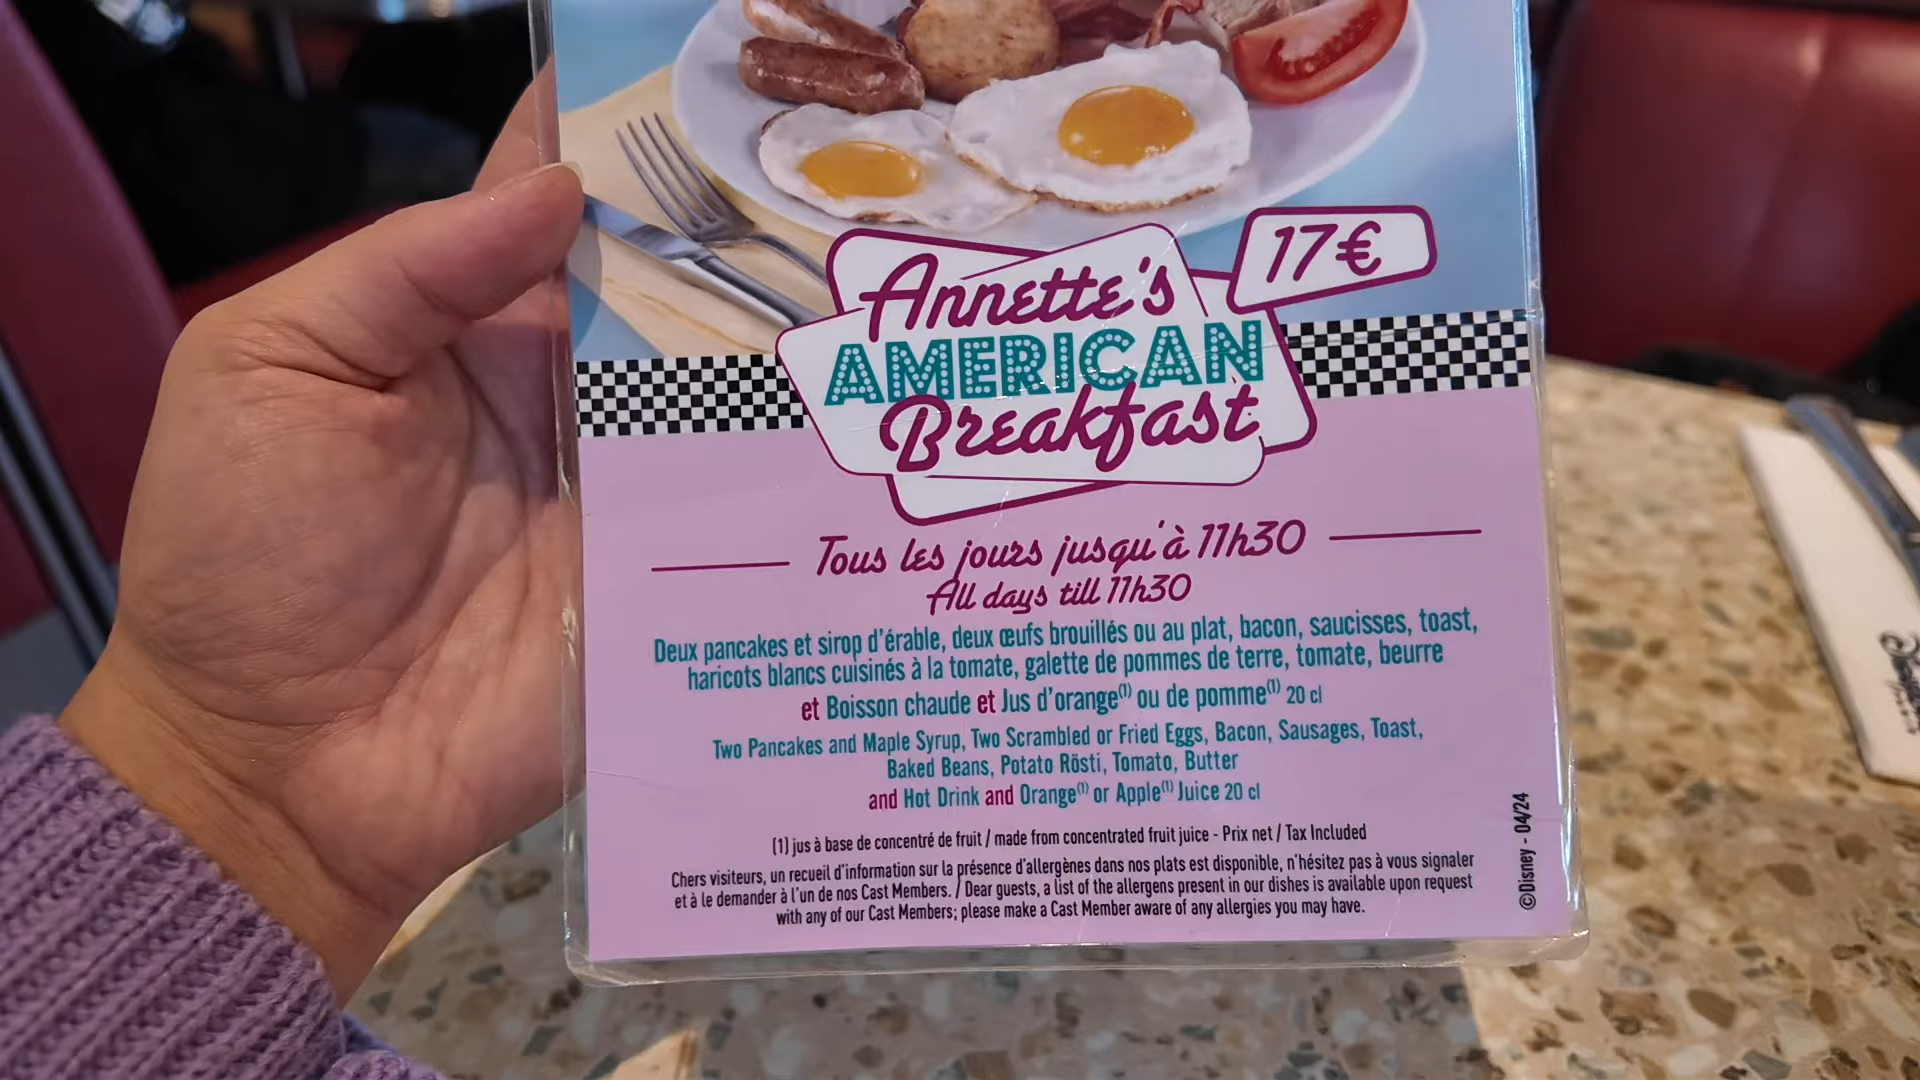 Annette's
17€
AMERICAN
Breakfast
Tous les jours jusqu'à 11h30
All days till 11h30
Deux pancakes et sirop d'érable, deux œufs brouillés ou au plat, bacon, saucisses, toast,
haricots blancs cuisinés à la tomate, galette de pommes de terre, tomate, beurre
et Boisson chaude et Jus d'orange⁽¹⁾ ou de pomme⁽¹⁾ 20 cl
Two Pancakes and Maple Syrup, Two Scrambled or Fried Eggs, Bacon, Sausages, Toast,
Baked Beans, Potato Rösti, Tomato, Butter
and Hot Drink and Orange⁽¹⁾ or Apple⁽¹⁾ Juice 20 cl
(1) jus à base de concentré de fruit / made from concentrated fruit juice - Prix net / Tax Included
Chers visiteurs, un recueil d'information sur la présence d'allergènes dans nos plats est disponible, n'hésitez pas à vous signaler
et à le demander à l'un de nos Cast Members. / Dear guests, a list of the allergens present in our dishes is available upon request
with any of our Cast Members; please make a Cast Member aware of any allergies you may have.
©Disney - 04/24